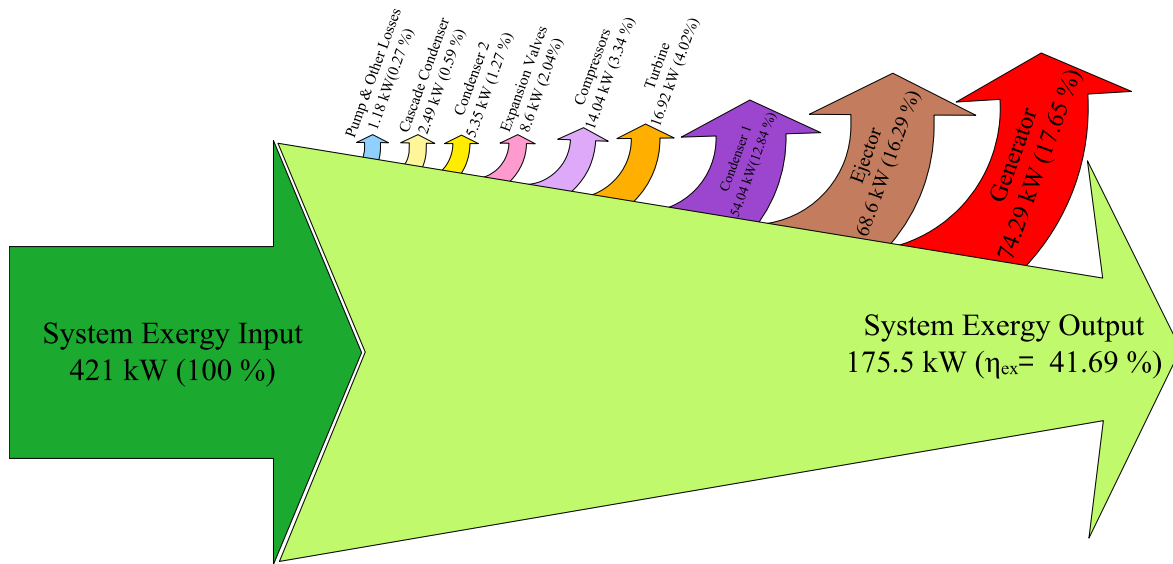 System Exergy Input
421 kW (100 %)
Pump & Other Losses
1.18 kW(0.27 %)
Cascade Condenser
2.49 kW (0.59 %)
Condenser 2
5.35 kW (1.27 %)
Expansion Valves
8.6 kW (2.04%)
Compressors
14.04 kW (3.34 %)
Turbine
16.92 kW (4.02%)
Condenser 1
54.04 kW(12.84 %)
Ejector
68.6 kW (16.29 %)
Generator
74.29 kW (17.65 %)
System Exergy Output
175.5 kW (ηex= 41.69 %)